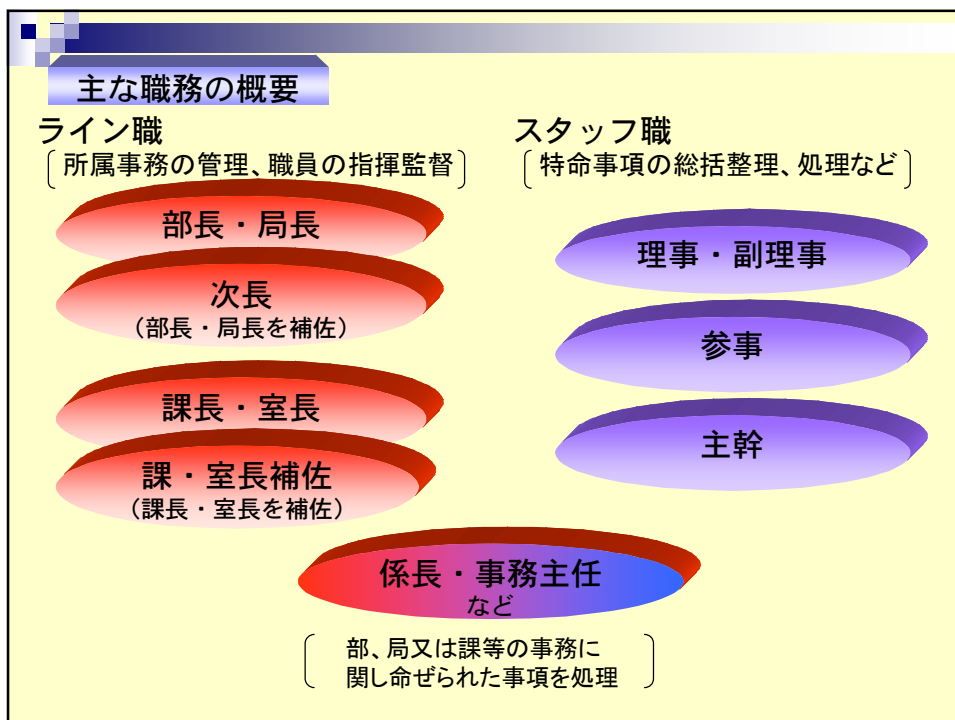 主な職務の概要
ライン職
所属事務の管理、職員の指揮監督
部長・局長
次長
（部長・局長を補佐）
課長・室長
課・室長補佐
（課長・室長を補佐）
スタッフ職
特命事項の総括整理、処理など
理事・副理事
参事
主幹
係長・事務主任
など
部、局又は課等の事務に
関し命ぜられた事項を処理